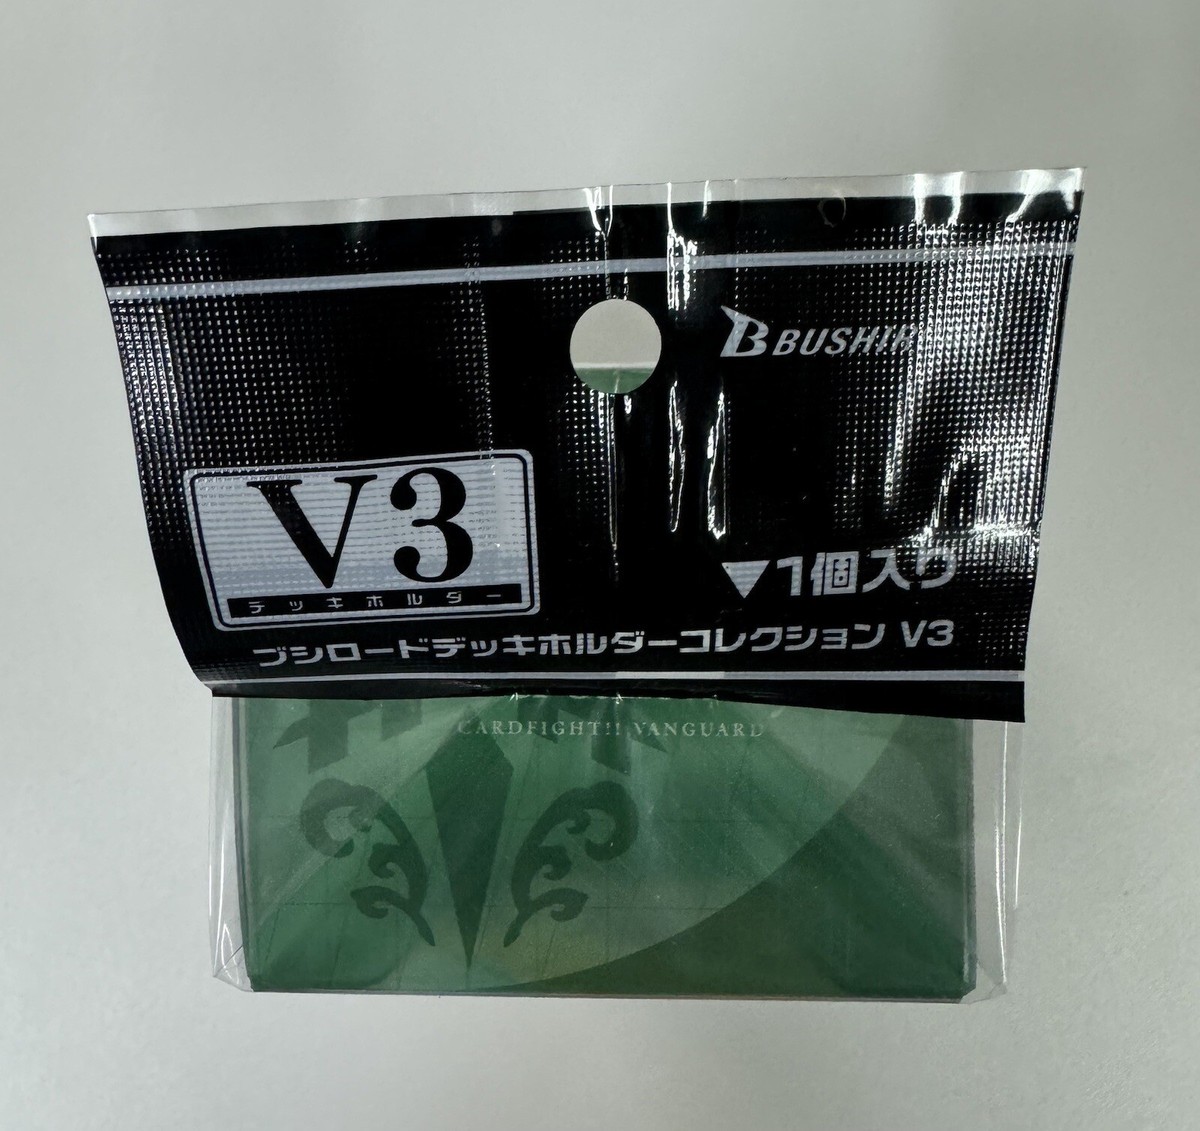 BUSHIR
V3
デッキホルダー
▼1個入り
ブシロードデッキホルダーコレクション V3
CARDFIGHT!! VANGUARD